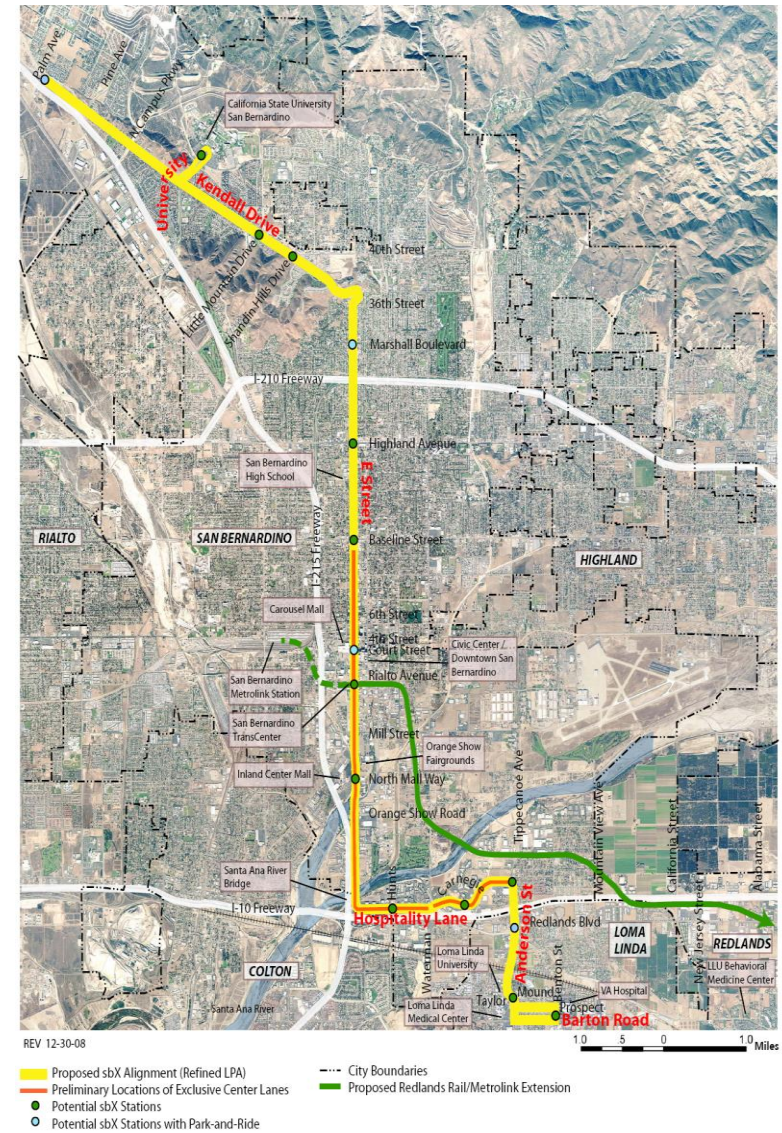 Palm Ave
Pine Ave
N Campus Pkwy
California State University
San Bernardino
University
Kendall Drive
Little Mountain Drive
Shandin Hills Drive
40th Street
36th Street
Marshall Boulevard
I-210 Freeway
Highland Avenue
San Bernardino
High School
E Street
I-215 Freeway
RIALTO
SAN BERNARDINO
Baseline Street
HIGHLAND
Carousel Mall
6th Street
4th Street
Court Street
Civic Center /
Downtown San
Bernardino
San Bernardino
Metrolink Station
Rialto Avenue
San Bernardino
TransCenter
Mill Street
Orange Show
Fairgrounds
Inland Center Mall
North Mall Way
Orange Show Road
Tippecanoe Ave
Mountain View Ave
California Street
Alabama Street
New Jersey Street
Santa Ana River
Bridge
Hunts
Carnegie
I-10 Freeway
Hospitality Lane
Waterman
Anderson St
Redlands Blvd
LOMA
LINDA
REDLANDS
COLTON
Loma Linda
University
Benton St
LLU Behavioral
Medicine Center
VA Hospital
Mound
Taylor
Prospect
Loma Linda
Medical Center
Barton Road
Santa Ana River
REV 12-30-08
1.0 .5 0 1.0 Miles
Proposed sbX Alignment (Refined LPA)
Preliminary Locations of Exclusive Center Lanes
Potential sbX Stations
Potential sbX Stations with Park-and-Ride
City Boundaries
Proposed Redlands Rail/Metrolink Extension